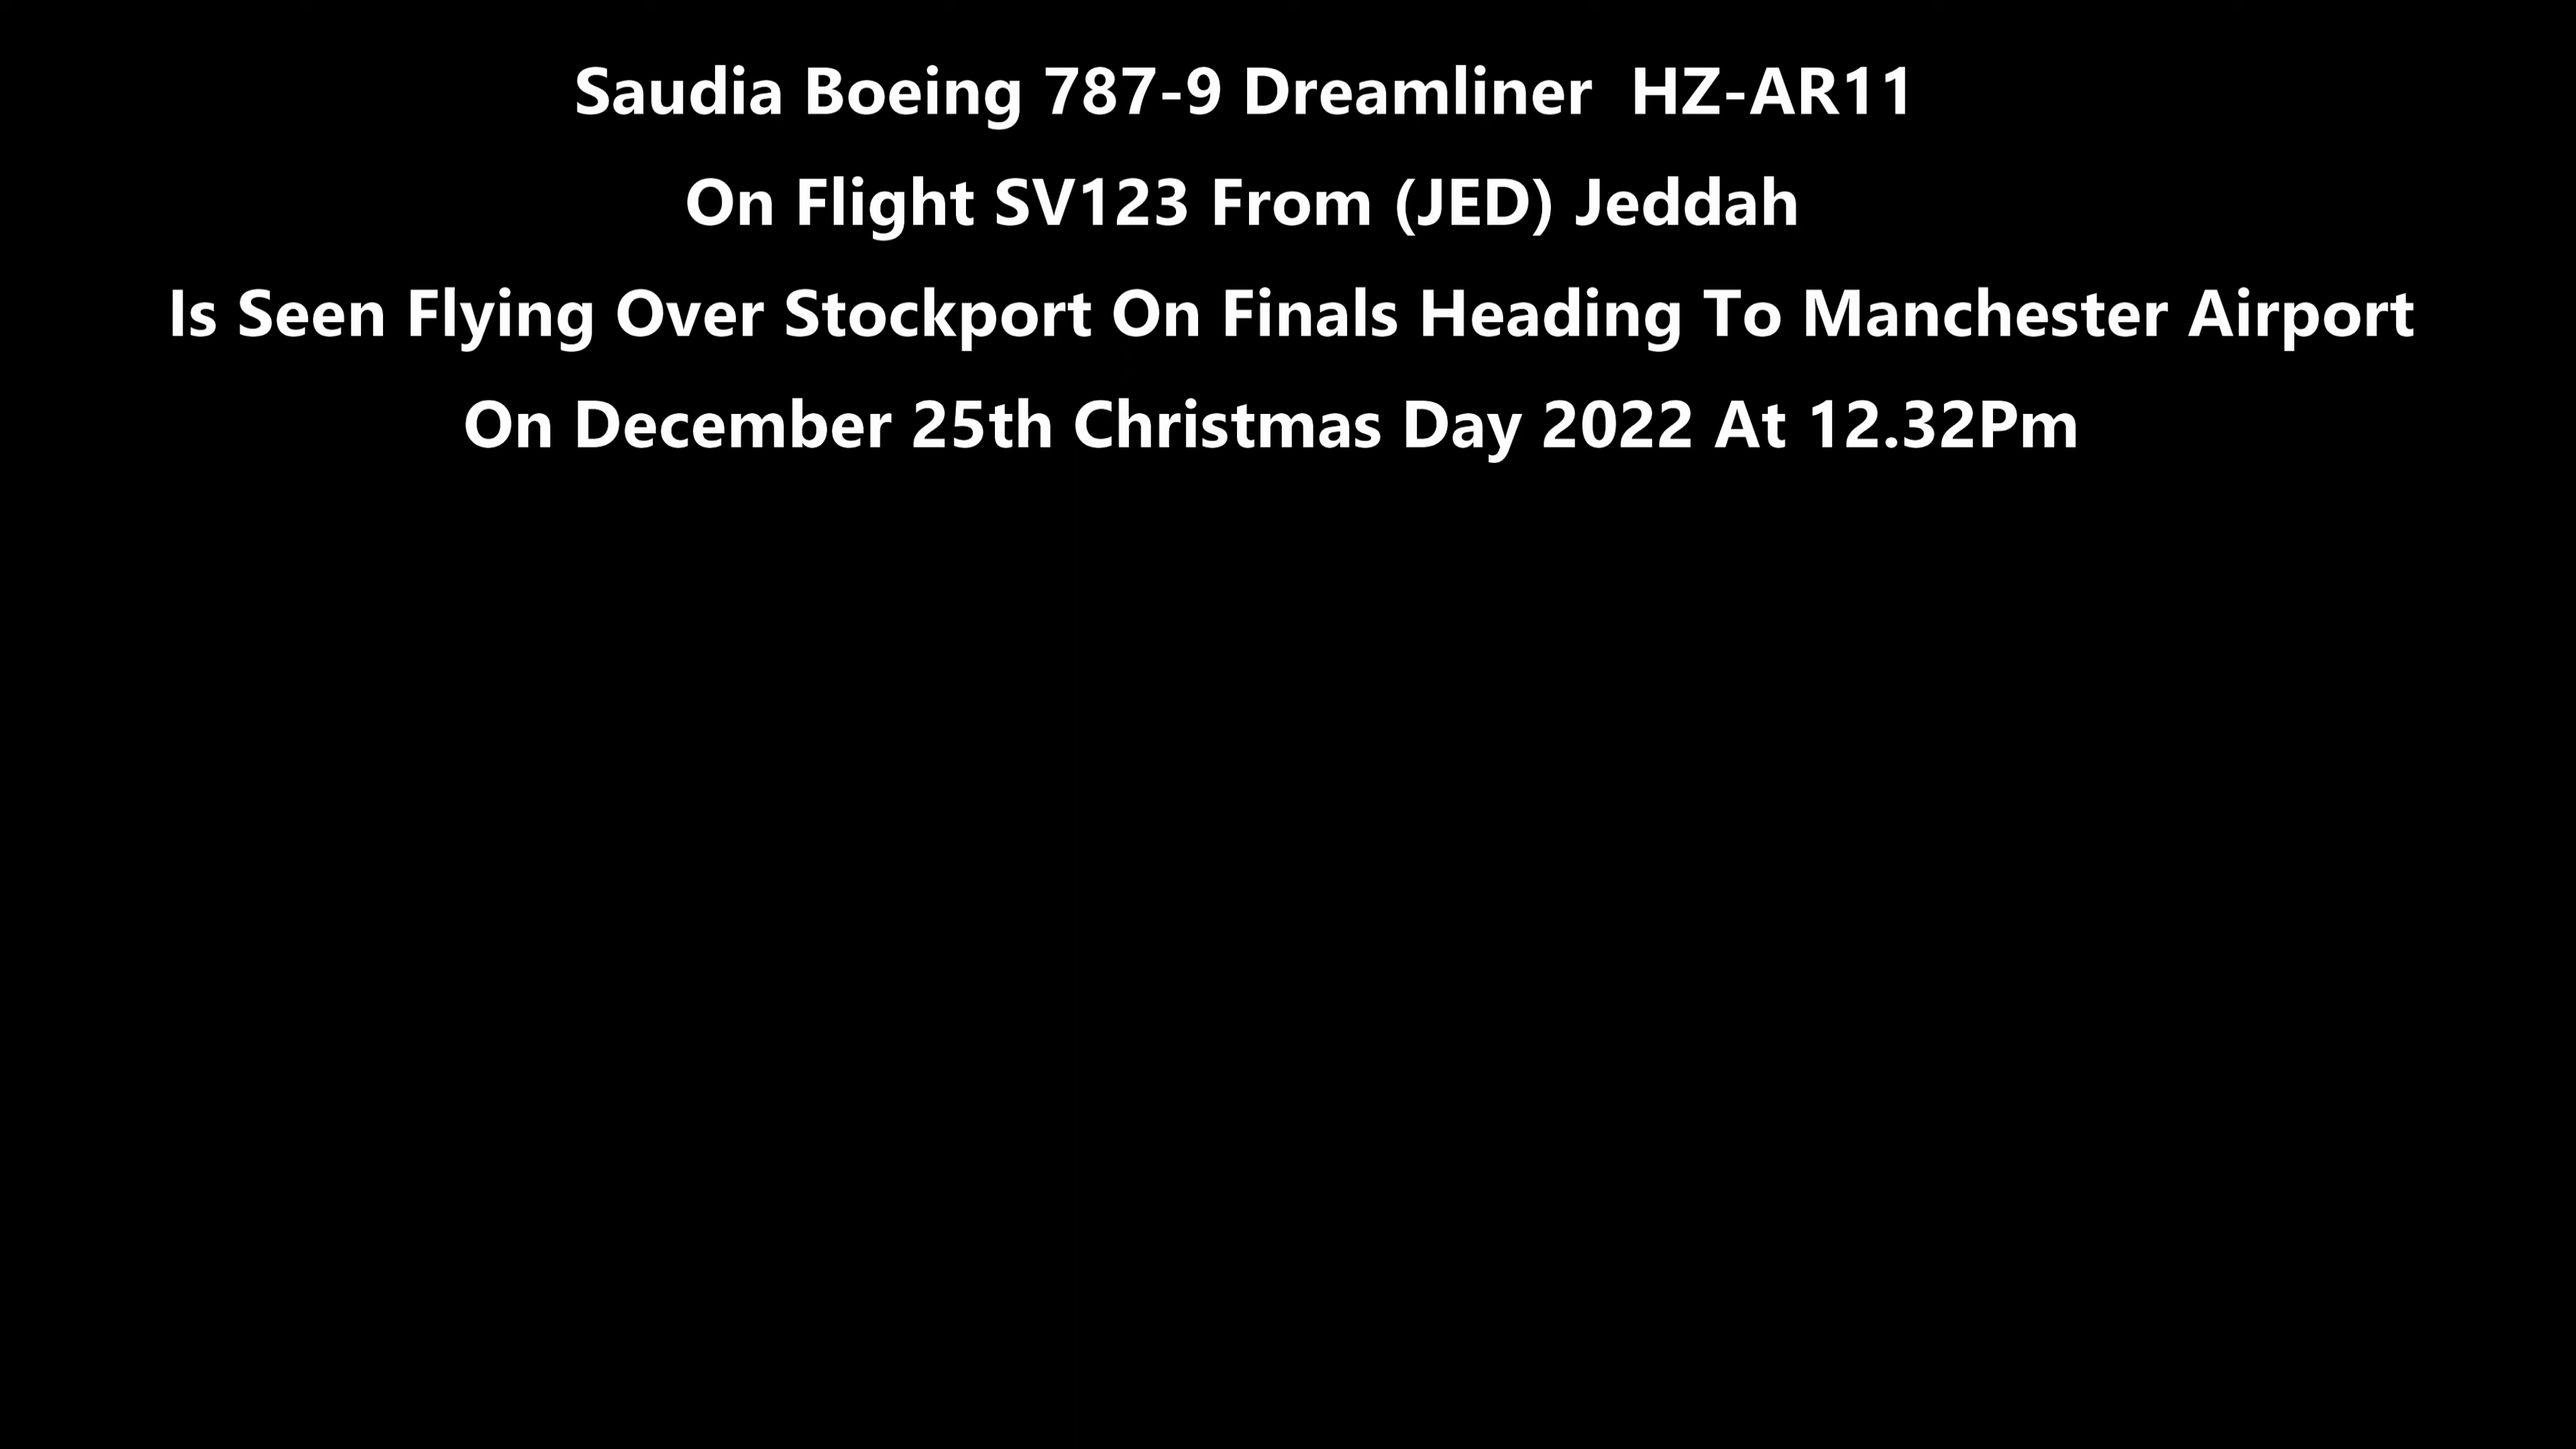 Saudia Boeing 787-9 Dreamliner  HZ-AR11
On Flight SV123 From (JED) Jeddah
Is Seen Flying Over Stockport On Finals Heading To Manchester Airport
On December 25th Christmas Day 2022 At 12.32Pm